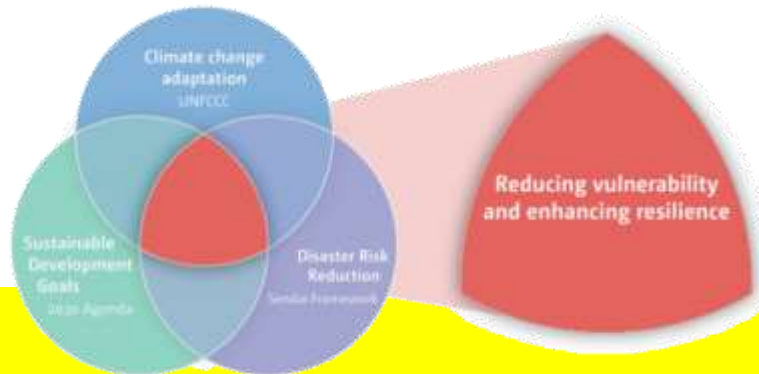 Climate change
adaptation
UNFCCC
Sustainable
Development
Goals
2030 Agenda
Disaster Risk
Reduction
Sendai Framework
Reducing vulnerability
and enhancing resilience